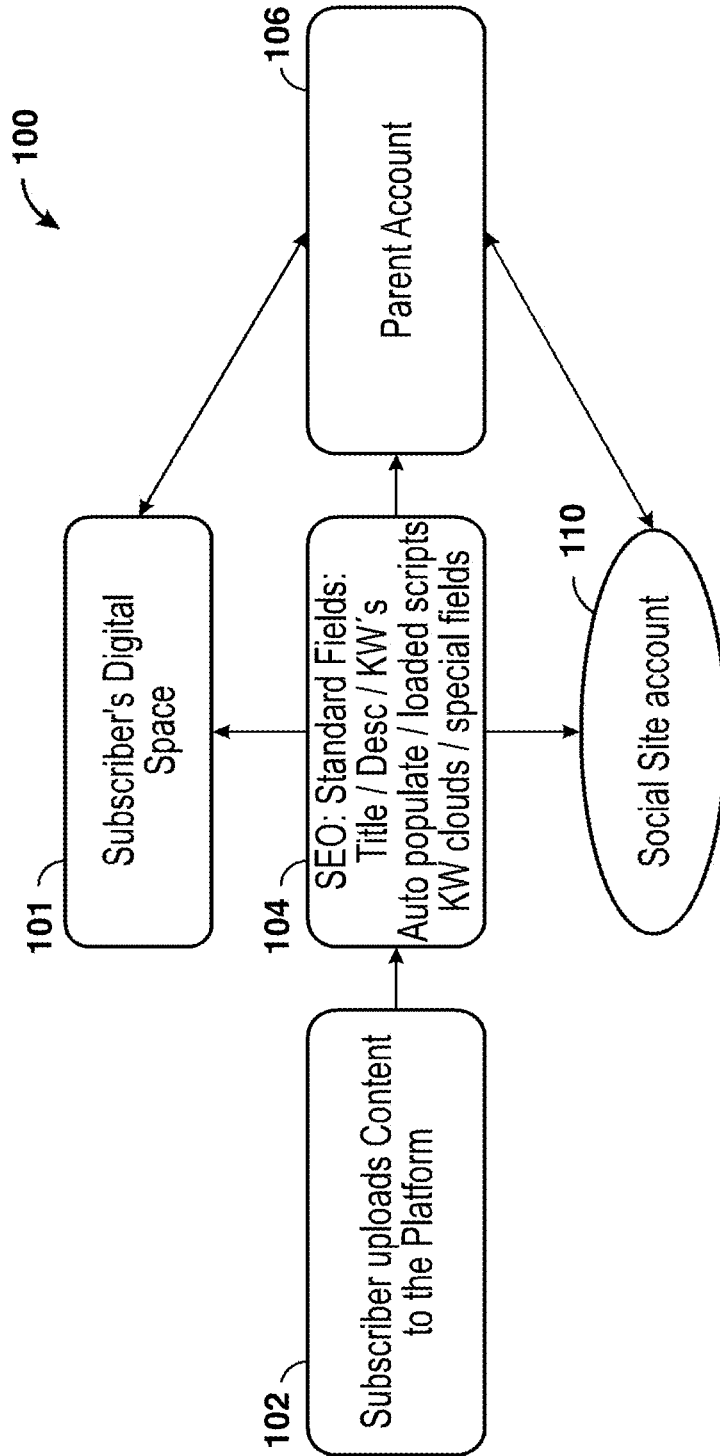 100
101
Subscriber's Digital
Space
102
Subscriber uploads Content
to the Platform
104
SEO: Standard Fields:
Title / Desc / KW's
Auto populate / loaded scripts
KW clouds / special fields
106
Parent Account
110
Social Site account